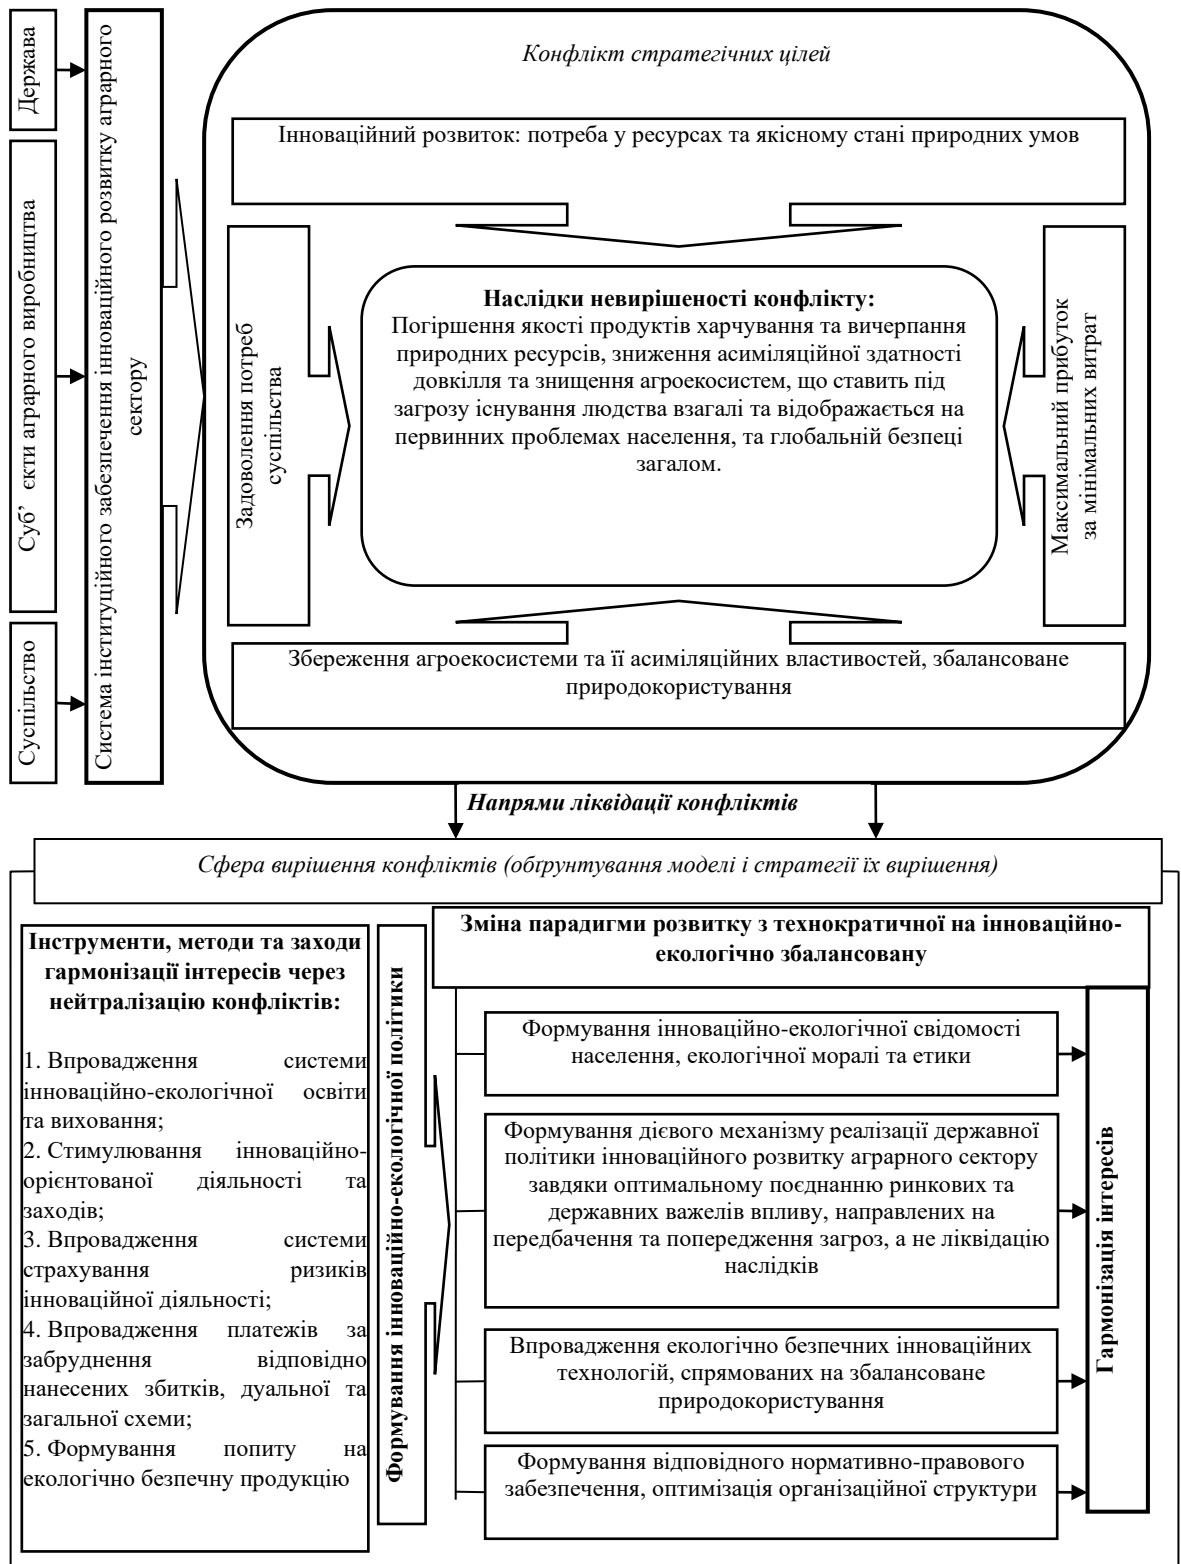 Держава
Суб’ єкти аграрного виробництва
Суспільство
Система інституційного забезпечення інноваційного розвитку аграрного
сектору
Конфлікт стратегічних цілей
Інноваційний розвиток: потреба у ресурсах та якісному стані природних умов
Задоволення потреб
суспільства
Наслідки невирішеності конфлікту:
Погіршення якості продуктів харчування та вичерпання
природних ресурсів, зниження асиміляційної здатності
довкілля та знищення агроекосистем, що ставить під
загрозу існування людства взагалі та відображається на
первинних проблемах населення, та глобальній безпеці
загалом.
Максимальний прибуток
за мінімальних витрат
Збереження агроекосистеми та її асиміляційних властивостей, збалансоване
природокористування
Напрями ліквідації конфліктів
Сфера вирішення конфліктів (обґрунтування моделі і стратегії їх вирішення)
Інструменти, методи та заходи
гармонізації інтересів через
нейтралізацію конфліктів:
1. Впровадження системи
інноваційно-екологічної освіти
та виховання;
2. Стимулювання інноваційно-
орієнтованої діяльності та
заходів;
3. Впровадження системи
страхування ризиків
інноваційної діяльності;
4. Впровадження платежів за
забруднення відповідно
нанесених збитків, дуальної та
загальної схеми;
5. Формування попиту на
екологічно безпечну продукцію
Формування інноваційно-екологічної політики
Зміна парадигми розвитку з технократичної на інноваційно-
екологічно збалансовану
Формування інноваційно-екологічної свідомості
населення, екологічної моралі та етики
Формування дієвого механізму реалізації державної
політики інноваційного розвитку аграрного сектору
завдяки оптимальному поєднанню ринкових та
державних важелів впливу, направлених на
передбачення та попередження загроз, а не ліквідацію
наслідків
Впровадження екологічно безпечних інноваційних
технологій, спрямованих на збалансоване
природокористування
Формування відповідного нормативно-правового
забезпечення, оптимізація організаційної структури
Гармонізація інтересів